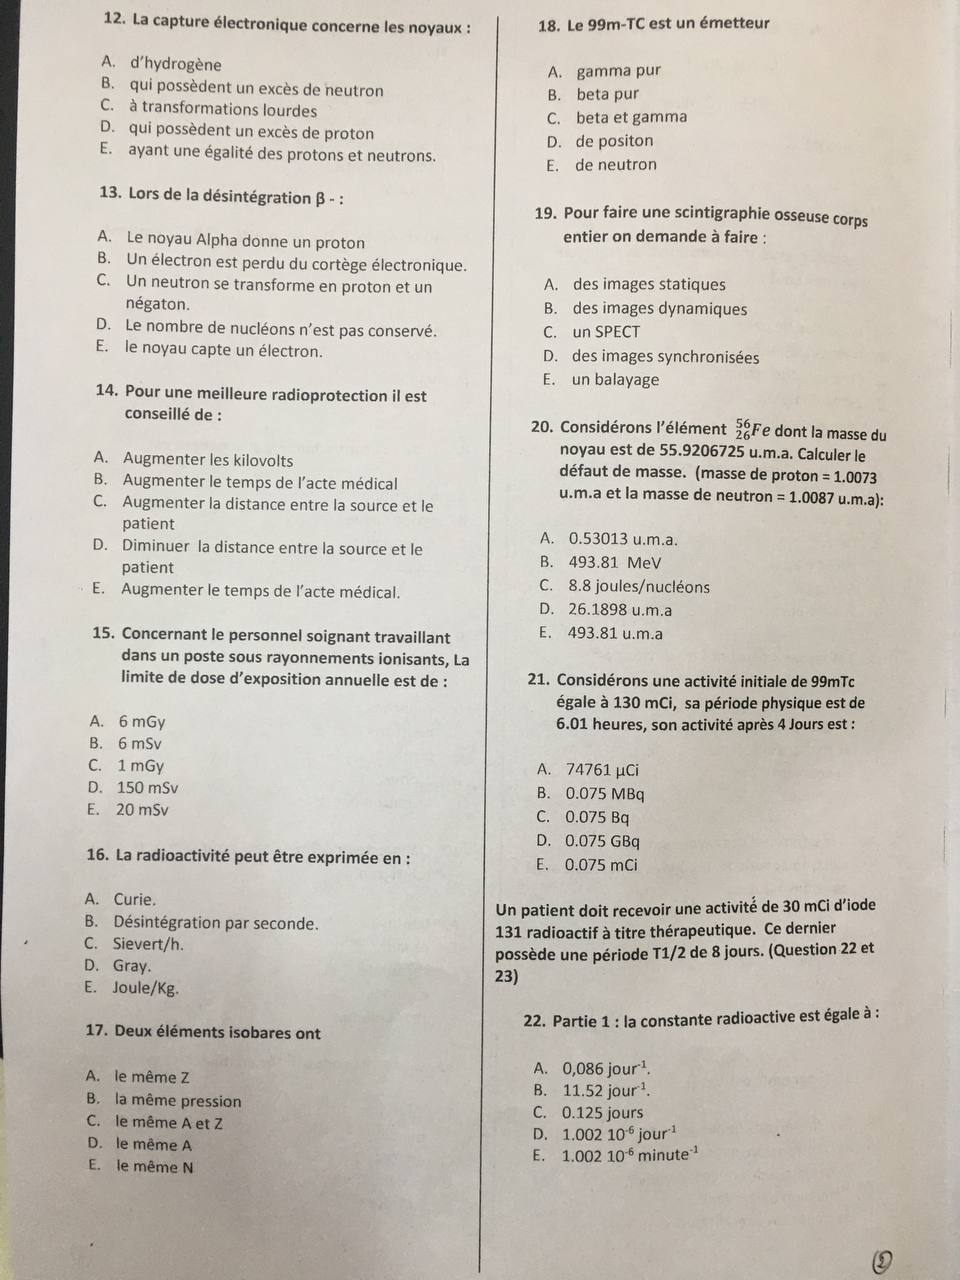 12. La capture électronique concerne les noyaux :
A. d'hydrogène
B. qui possèdent un excès de neutron
C. à transformations lourdes
D. qui possèdent un excès de proton
E. ayant une égalité des protons et neutrons.
13. Lors de la désintégration β - :
A. Le noyau Alpha donne un proton
B. Un électron est perdu du cortège électronique.
C. Un neutron se transforme en proton et un
négaton.
D. Le nombre de nucléons n'est pas conservé.
E. le noyau capte un électron.
14. Pour une meilleure radioprotection il est
conseillé de :
A. Augmenter les kilovolts
B. Augmenter le temps de l'acte médical
C. Augmenter la distance entre la source et le
patient
D. Diminuer la distance entre la source et le
patient
E. Augmenter le temps de l'acte médical.
15. Concernant le personnel soignant travaillant
dans un poste sous rayonnements ionisants, La
limite de dose d'exposition annuelle est de :
A. 6 mGy
B. 6 mSv
C. 1 mGy
D. 150 mSv
E. 20 mSv
16. La radioactivité peut être exprimée en :
A. Curie.
B. Désintégration par seconde.
C. Sievert/h.
D. Gray.
E. Joule/Kg.
17. Deux éléments isobares ont
A. le même Z
B. la même pression
C. le même A et Z
D. le même A
E. le même N
18. Le 99m-TC est un émetteur
A. gamma pur
B. beta pur
C. beta et gamma
D. de positon
E. de neutron
19. Pour faire une scintigraphie osseuse corps
entier on demande à faire :
A. des images statiques
B. des images dynamiques
C. un SPECT
D. des images synchronisées
E. un balayage
20. Considérons l'élément ⁵⁶₂₆Fe dont la masse du
noyau est de 55.9206725 u.m.a. Calculer le
défaut de masse. (masse de proton = 1.0073
u.m.a et la masse de neutron = 1.0087 u.m.a):
A. 0.53013 u.m.a.
B. 493.81 MeV
C. 8.8 joules/nucléons
D. 26.1898 u.m.a
E. 493.81 u.m.a
21. Considérons une activité initiale de 99mTc
égale à 130 mCi, sa période physique est de
6.01 heures, son activité après 4 Jours est :
A. 74761 µCi
B. 0.075 MBq
C. 0.075 Bq
D. 0.075 GBq
E. 0.075 mCi
Un patient doit recevoir une activité de 30 mCi d'iode
131 radioactif à titre thérapeutique. Ce dernier
possède une période T1/2 de 8 jours. (Question 22 et
23)
22. Partie 1 : la constante radioactive est égale à :
A. 0,086 jour⁻¹.
B. 11.52 jour⁻¹.
C. 0.125 jours
D. 1.002 10⁻⁶ jour⁻¹
E. 1.002 10⁻⁶ minute⁻¹